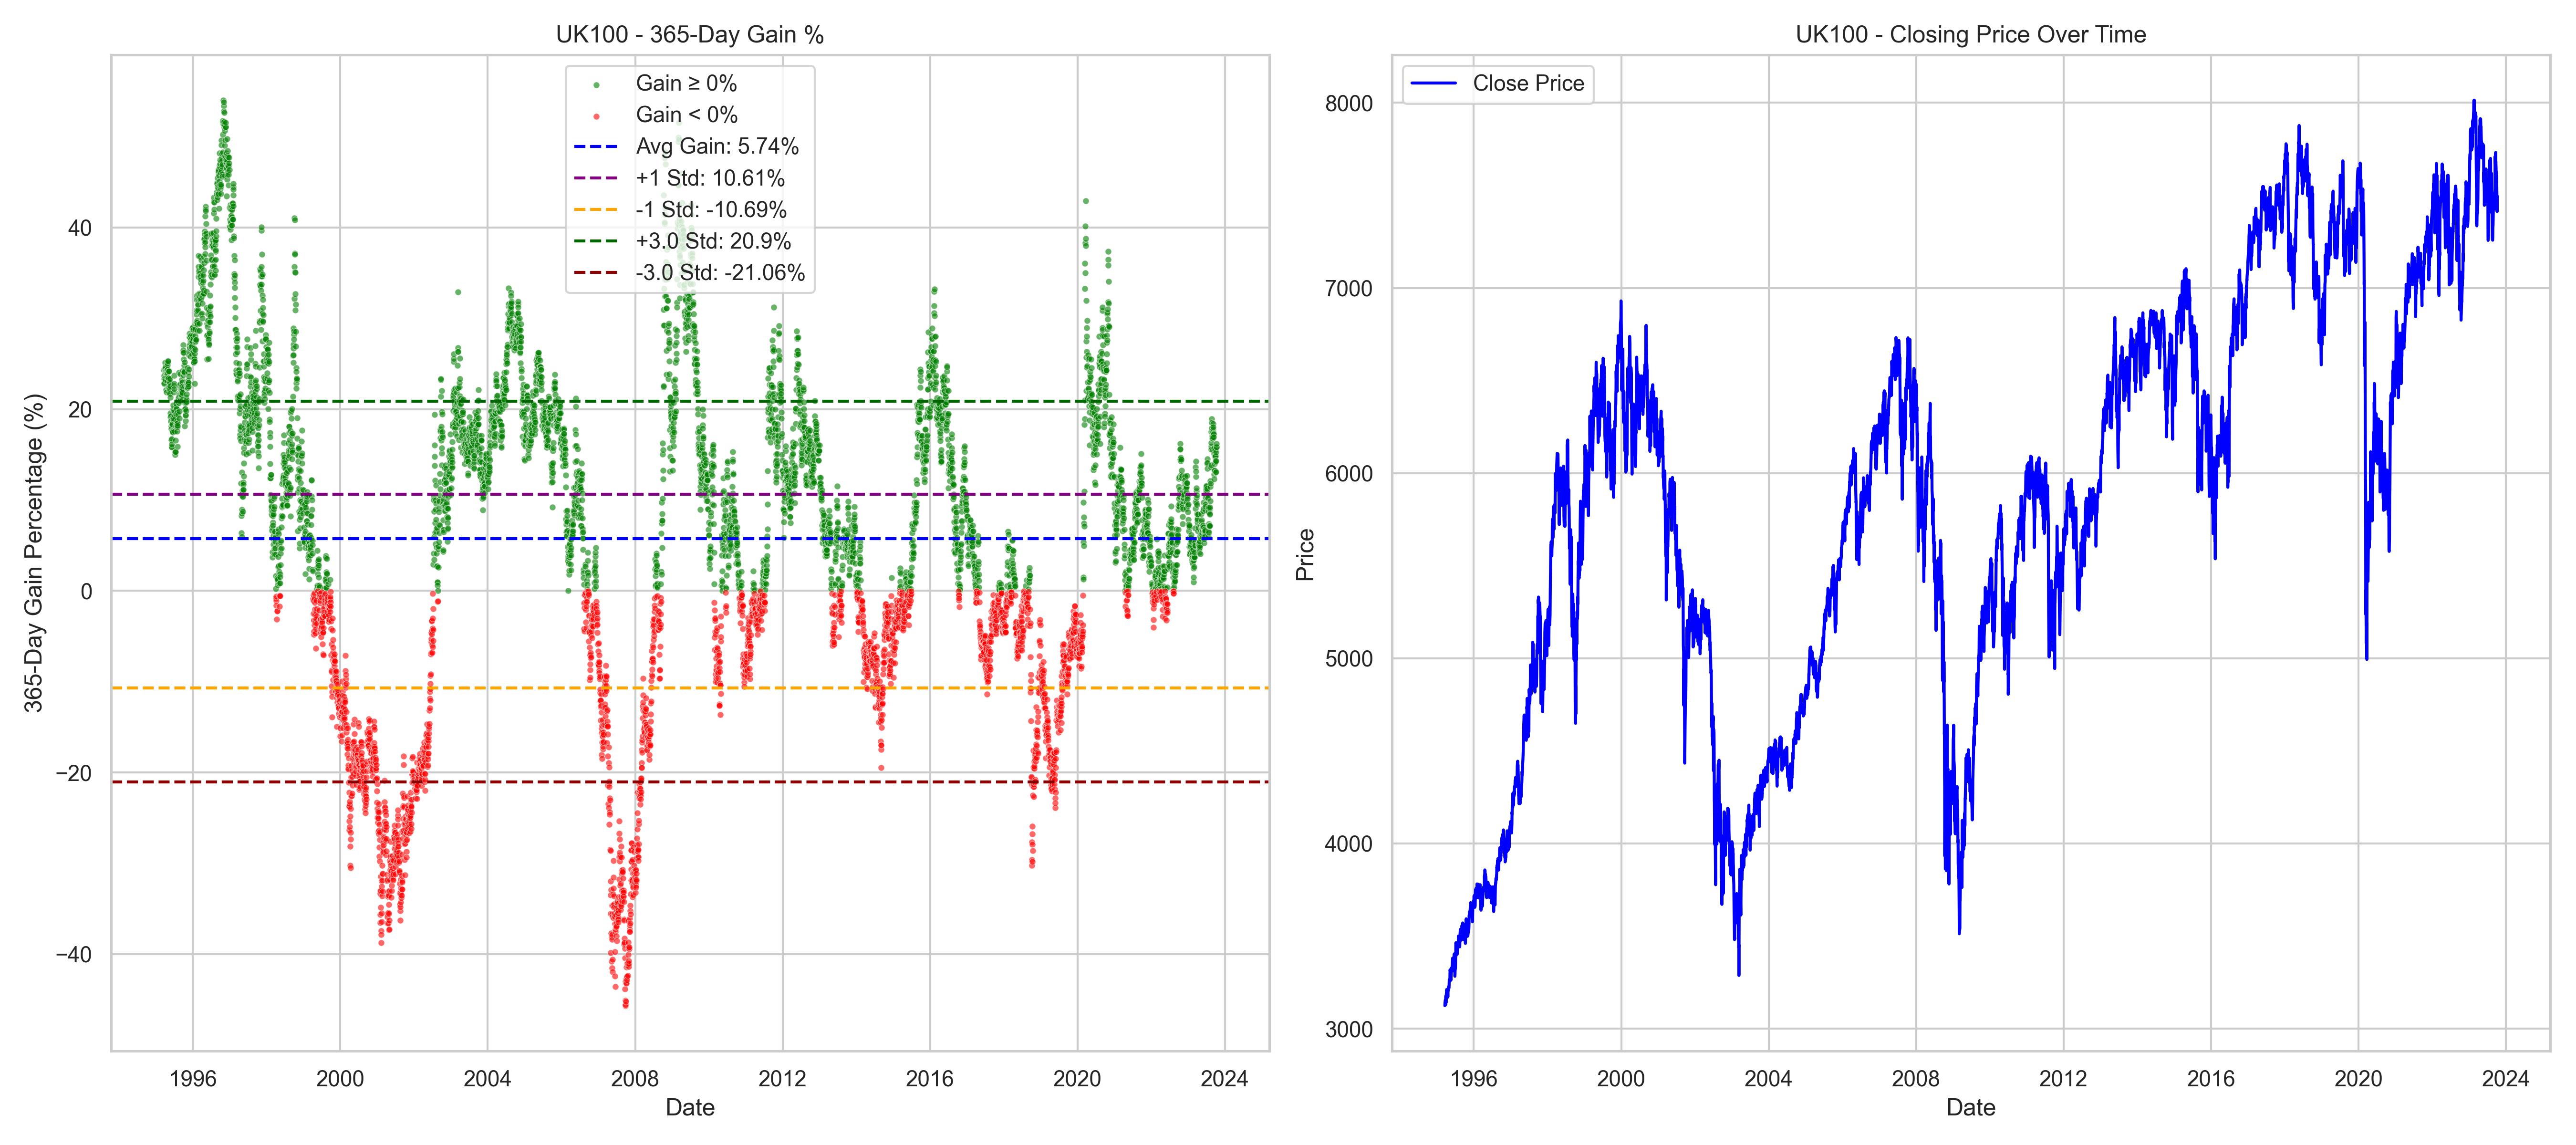 UK100 - 365-Day Gain %
Gain ≥ 0%
Gain < 0%
Avg Gain: 5.74%
+1 Std: 10.61%
-1 Std: -10.69%
+3.0 Std: 20.9%
-3.0 Std: -21.06%
365-Day Gain Percentage (%)
40
20
0
−20
−40
1996 2000 2004 2008 2012 2016 2020 2024
Date
UK100 - Closing Price Over Time
Close Price
Price
8000
7000
6000
5000
4000
3000
1996 2000 2004 2008 2012 2016 2020 2024
Date